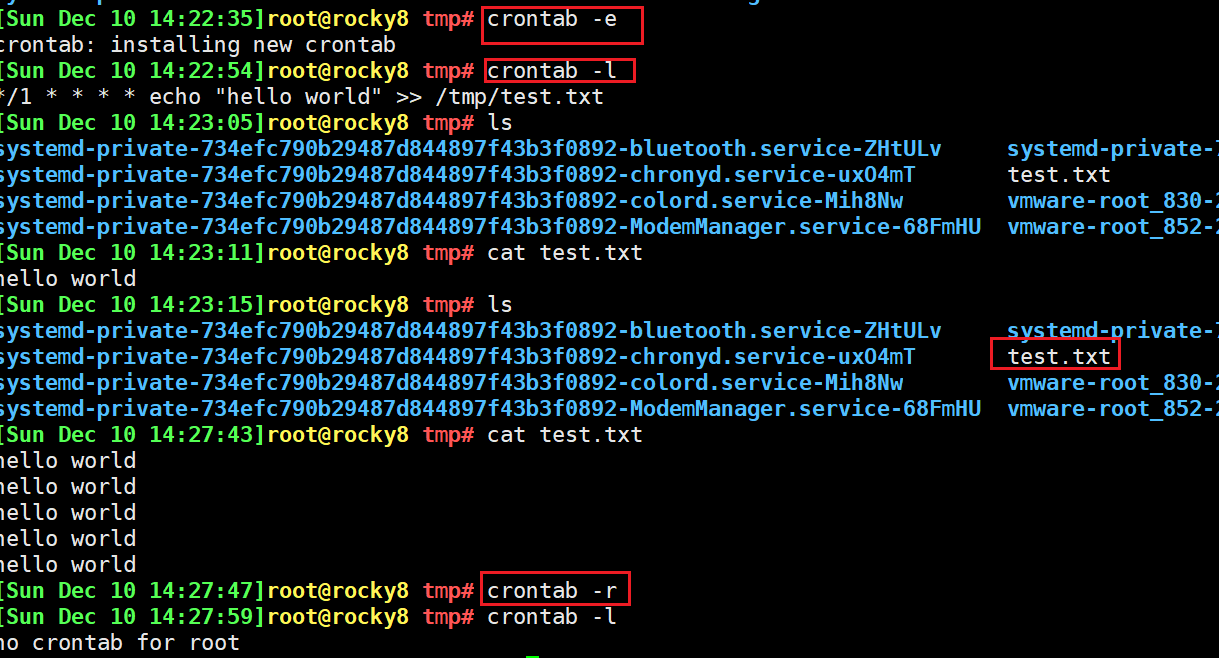 [Sun Dec 10 14:22:35]root@rocky8 tmp# crontab -e
crontab: installing new crontab
[Sun Dec 10 14:22:54]root@rocky8 tmp# crontab -l
*/1 * * * * echo "hello world" >> /tmp/test.txt
[Sun Dec 10 14:23:05]root@rocky8 tmp# ls
systemd-private-734efc790b29487d844897f43b3f0892-bluetooth.service-ZHtULv systemd-private-7
systemd-private-734efc790b29487d844897f43b3f0892-chronyd.service-uxO4mT test.txt
systemd-private-734efc790b29487d844897f43b3f0892-colord.service-Mih8Nw vmware-root_830-2
systemd-private-734efc790b29487d844897f43b3f0892-ModemManager.service-68FmHU vmware-root_852-2
[Sun Dec 10 14:23:11]root@rocky8 tmp# cat test.txt
hello world
[Sun Dec 10 14:23:15]root@rocky8 tmp# ls
systemd-private-734efc790b29487d844897f43b3f0892-bluetooth.service-ZHtULv systemd-private-7
systemd-private-734efc790b29487d844897f43b3f0892-chronyd.service-uxO4mT test.txt
systemd-private-734efc790b29487d844897f43b3f0892-colord.service-Mih8Nw vmware-root_830-2
systemd-private-734efc790b29487d844897f43b3f0892-ModemManager.service-68FmHU vmware-root_852-2
[Sun Dec 10 14:27:43]root@rocky8 tmp# cat test.txt
hello world
hello world
hello world
hello world
hello world
[Sun Dec 10 14:27:47]root@rocky8 tmp# crontab -r
[Sun Dec 10 14:27:59]root@rocky8 tmp# crontab -l
no crontab for root